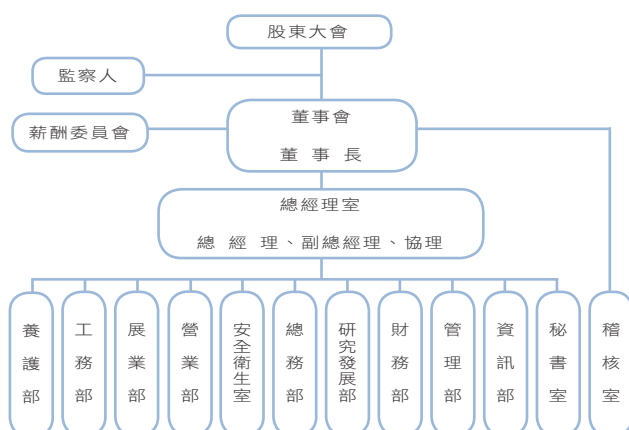 股東大會
監察人
董事會
董 事 長
薪酬委員會
總經理室
總 經 理、副總經理、協理
養護部
工務部
展業部
營業部
安全衛生室
總務部
研究發展部
財務部
管理部
資訊部
秘書室
稽核室